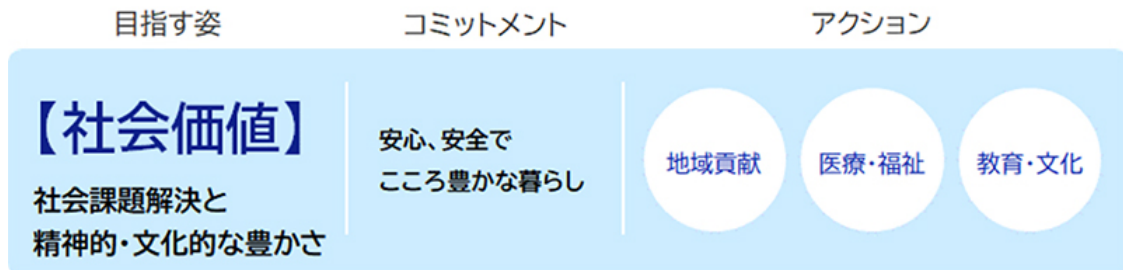 目指す姿
コミットメント
アクション
【社会価値】
社会課題解決と
精神的・文化的な豊かさ
安心、安全で
こころ豊かな暮らし
地域貢献
医療・福祉
教育・文化